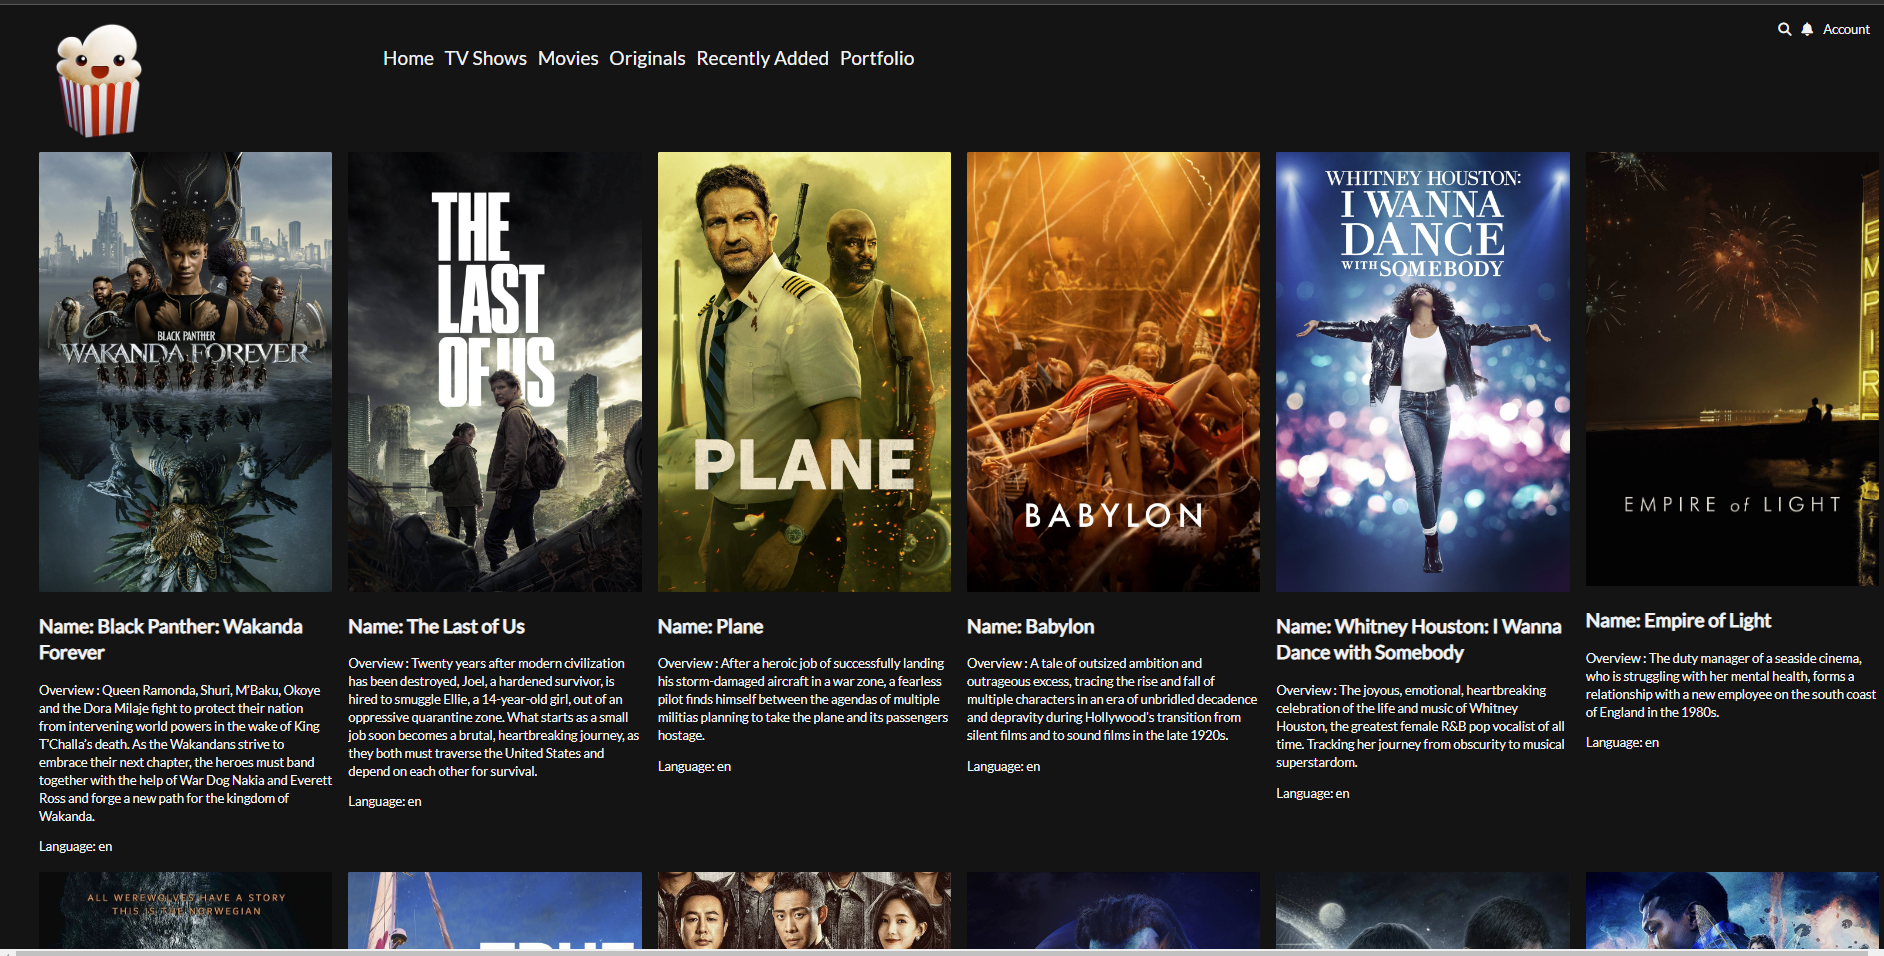 Home TV Shows Movies Originals Recently Added Portfolio
Account
BLACK PANTHER
WAKANDA FOREVER
THE
LAST
OF US
PLANE
BABYLON
WHITNEY HOUSTON:
I WANNA
DANCE
WITH SOMEBODY
EMPIR
EMPIRE of LIGHT
Name: Black Panther: Wakanda
Forever
Overview : Queen Ramonda, Shuri, M'Baku, Okoye
and the Dora Milaje fight to protect their nation
from intervening world powers in the wake of King
T'Challa's death. As the Wakandans strive to
embrace their next chapter, the heroes must band
together with the help of War Dog Nakia and Everett
Ross and forge a new path for the kingdom of
Wakanda.
Language: en
Name: The Last of Us
Overview : Twenty years after modern civilization
has been destroyed, Joel, a hardened survivor, is
hired to smuggle Ellie, a 14-year-old girl, out of an
oppressive quarantine zone. What starts as a small
job soon becomes a brutal, heartbreaking journey, as
they both must traverse the United States and
depend on each other for survival.
Language: en
Name: Plane
Overview : After a heroic job of successfully landing
his storm-damaged aircraft in a war zone, a fearless
pilot finds himself between the agendas of multiple
militias planning to take the plane and its passengers
hostage.
Language: en
Name: Babylon
Overview : A tale of outsized ambition and
outrageous excess, tracing the rise and fall of
multiple characters in an era of unbridled decadence
and depravity during Hollywood's transition from
silent films and to sound films in the late 1920s.
Language: en
Name: Whitney Houston: I Wanna
Dance with Somebody
Overview : The joyous, emotional, heartbreaking
celebration of the life and music of Whitney
Houston, the greatest female R&B pop vocalist of all
time. Tracking her journey from obscurity to musical
superstardom.
Language: en
Name: Empire of Light
Overview : The duty manager of a seaside cinema,
who is struggling with her mental health, forms a
relationship with a new employee on the south coast
of England in the 1980s.
Language: en
ALL WEREWOLVES HAVE A STORY
THIS IS THE NORWEGIAN